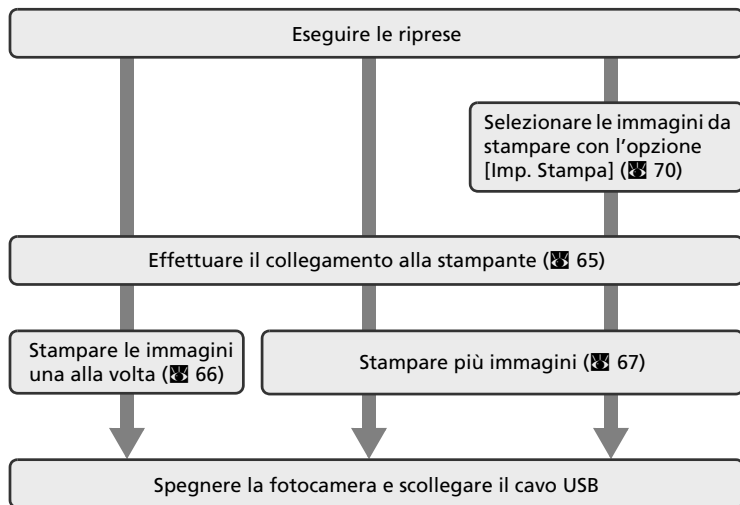 Eseguire le riprese
Selezionare le immagini da
stampare con l'opzione
[Imp. Stampa] ( 70)
Effettuare il collegamento alla stampante ( 65)
Stampare le immagini
una alla volta ( 66)
Stampare più immagini ( 67)
Spegnere la fotocamera e scollegare il cavo USB